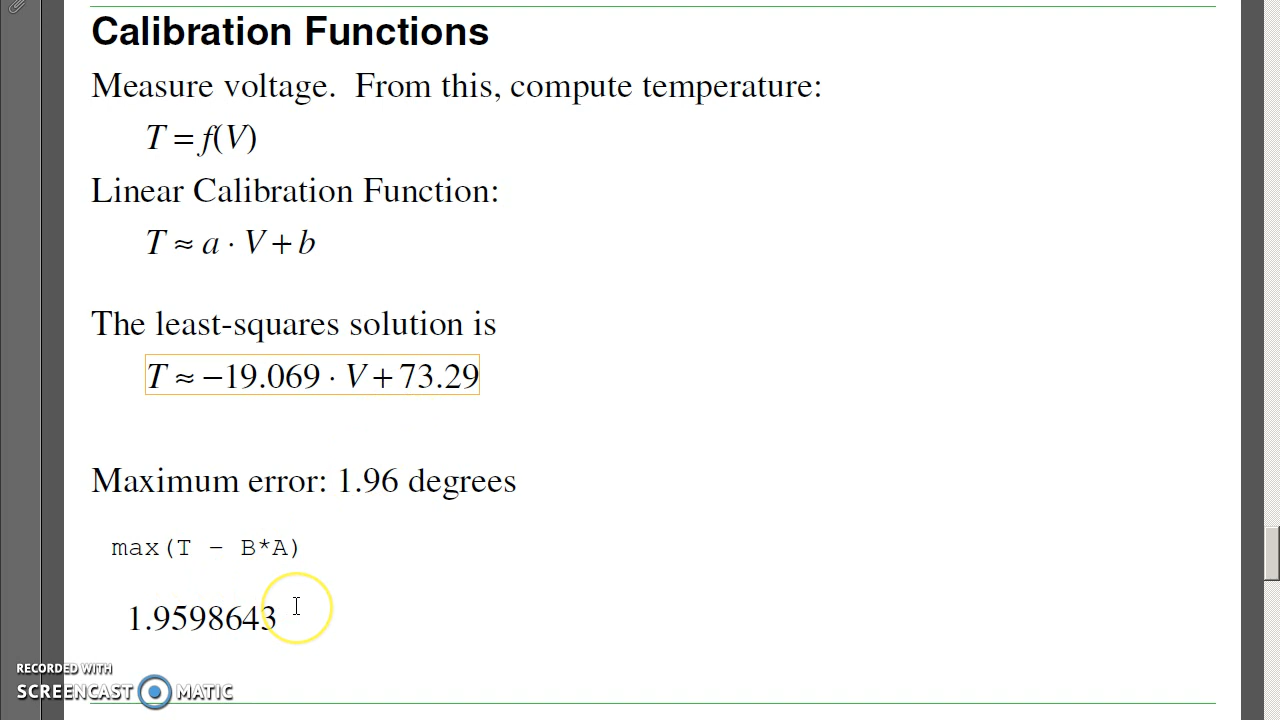 Calibration Functions
Measure voltage. From this, compute temperature:
T = f(V)
Linear Calibration Function:
T ≈ a · V + b
The least-squares solution is
T ≈ −19.069 · V + 73.29
Maximum error: 1.96 degrees
max(T - B*A)
1.9598643
RECORDED WITH
SCREENCAST MATIC